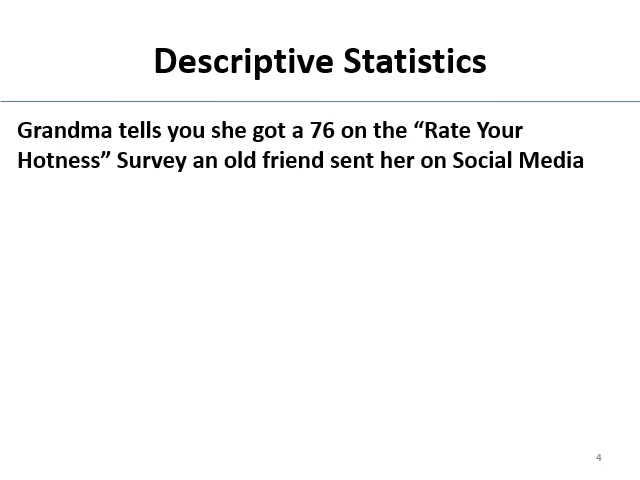 Descriptive Statistics
Grandma tells you she got a 76 on the “Rate Your
Hotness” Survey an old friend sent her on Social Media
4